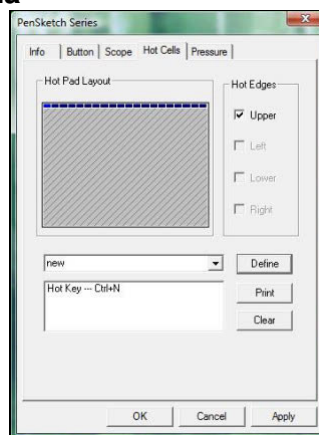 PenSketch Series
Info Button Scope Hot Cells Pressure
Hot Pad Layout
Hot Edges
Upper
Left
Lower
Right
new
Define
Hot Key --- Ctrl+N
Print
Clear
OK Cancel Apply